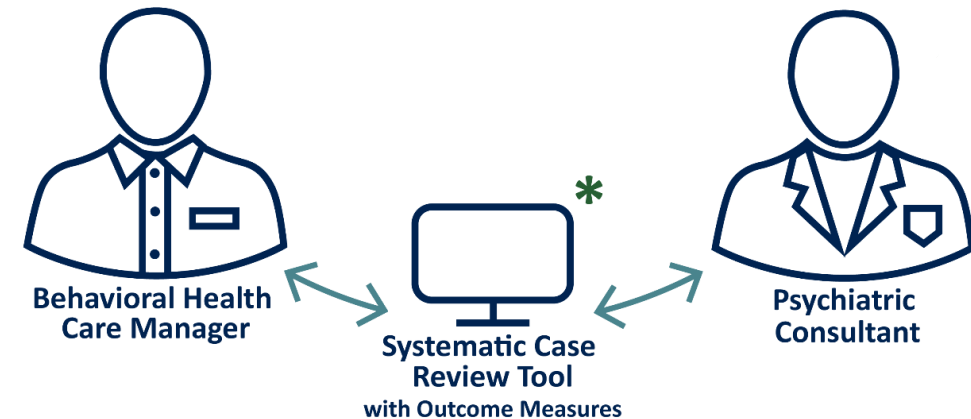 *
Behavioral Health
Care Manager
Systematic Case
Review Tool
with Outcome Measures
Psychiatric
Consultant